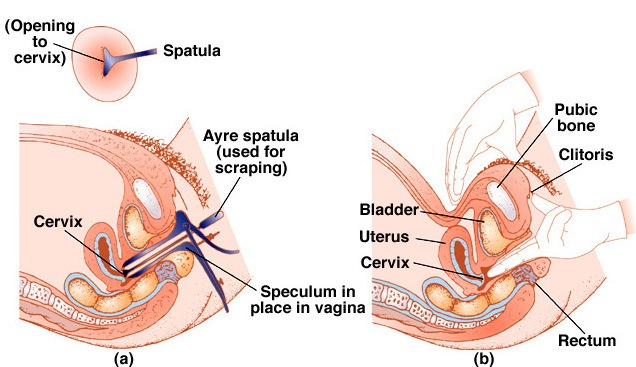 (Opening
to
cervix)
Spatula
Ayre spatula
(used for
scraping)
Cervix
Speculum in
place in vagina
(a)
Pubic
bone
Clitoris
Bladder
Uterus
Cervix
Rectum
(b)